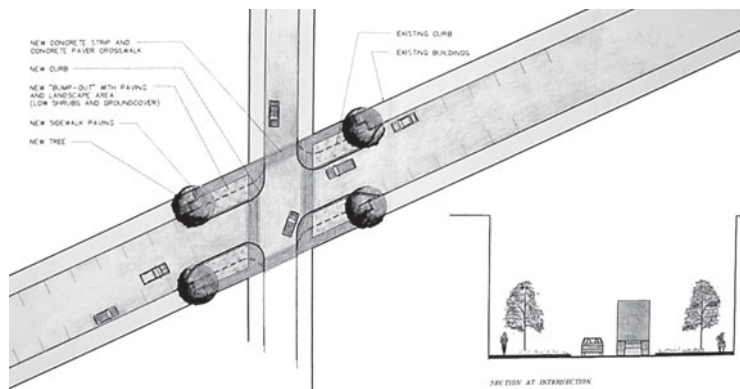 NEW CONCRETE STRIP AND
CONCRETE PAVER CROSSWALK
NEW CURB
NEW "BUMP-OUT" WITH PAVING
AND LANDSCAPE AREA
(LOW SHRUBS AND GROUNDCOVER)
NEW SIDEWALK PAVING
NEW TREE
EXISTING CURB
EXISTING BUILDINGS
SECTION AT INTERSECTION